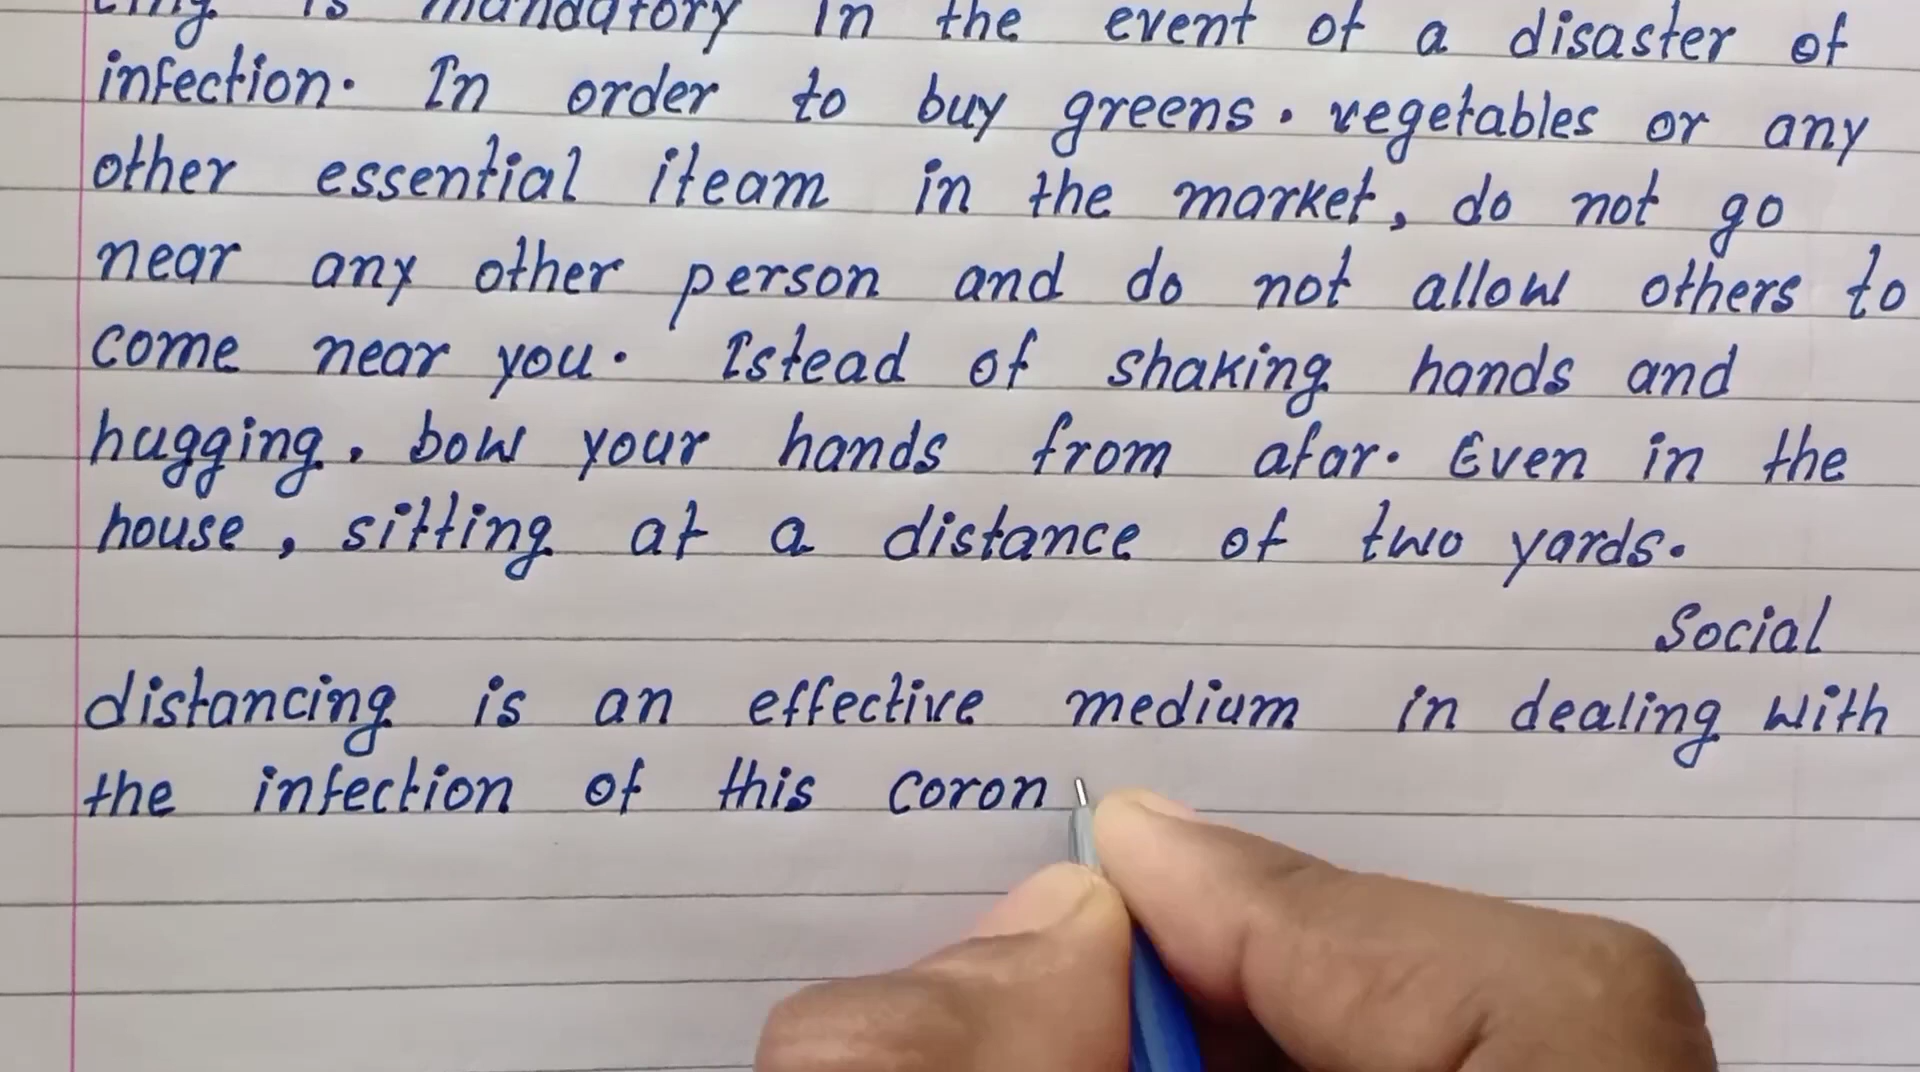 cing is mandatory in the event of a disaster of
infection. In order to buy greens. vegetables or any
other essential iteam in the market, do not go
near any other person and do not allow others to
come near you. Istead of shaking hands and
hugging. bow your hands from afar. Even in the
house, sitting at a distance of two yards.
Social
distancing is an effective medium in dealing with
the infection of this coron